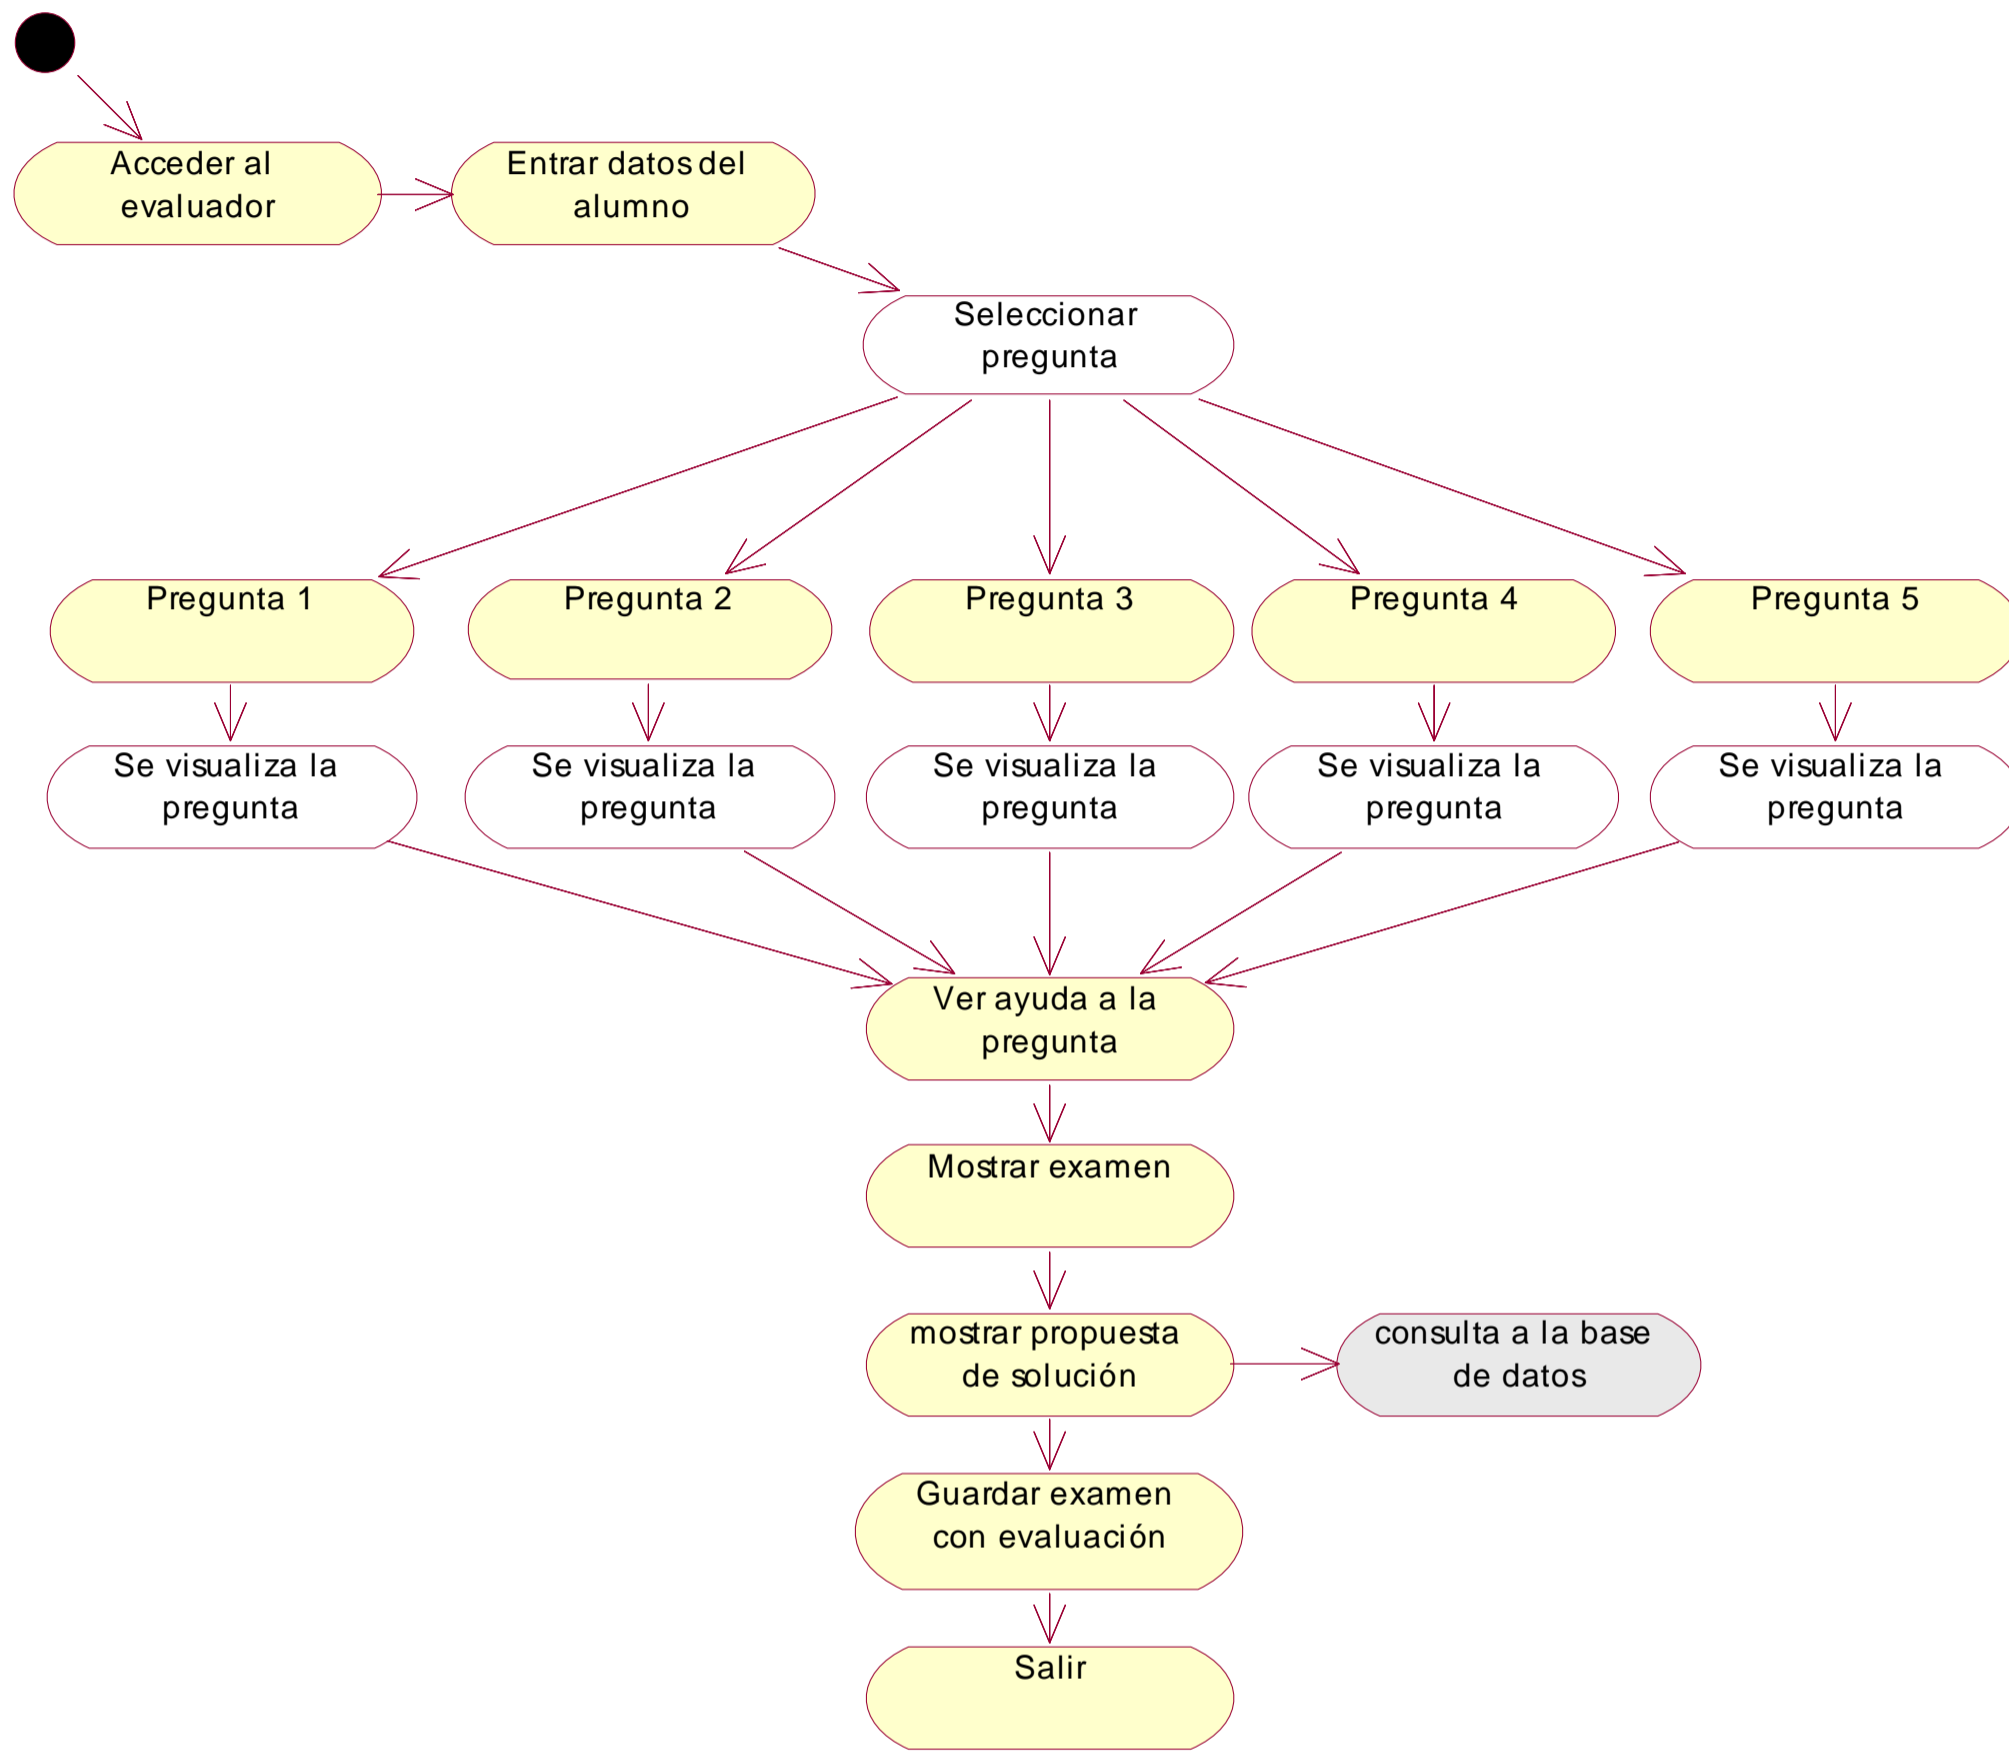 Acceder al
evaluador
Entrar datos del
alumno
Seleccionar
pregunta
Pregunta 1
Pregunta 2
Pregunta 3
Pregunta 4
Pregunta 5
Se visualiza la
pregunta
Se visualiza la
pregunta
Se visualiza la
pregunta
Se visualiza la
pregunta
Se visualiza la
pregunta
Ver ayuda a la
pregunta
Mostrar examen
mostrar propuesta
de solución
consulta a la base
de datos
Guardar examen
con evaluación
Salir